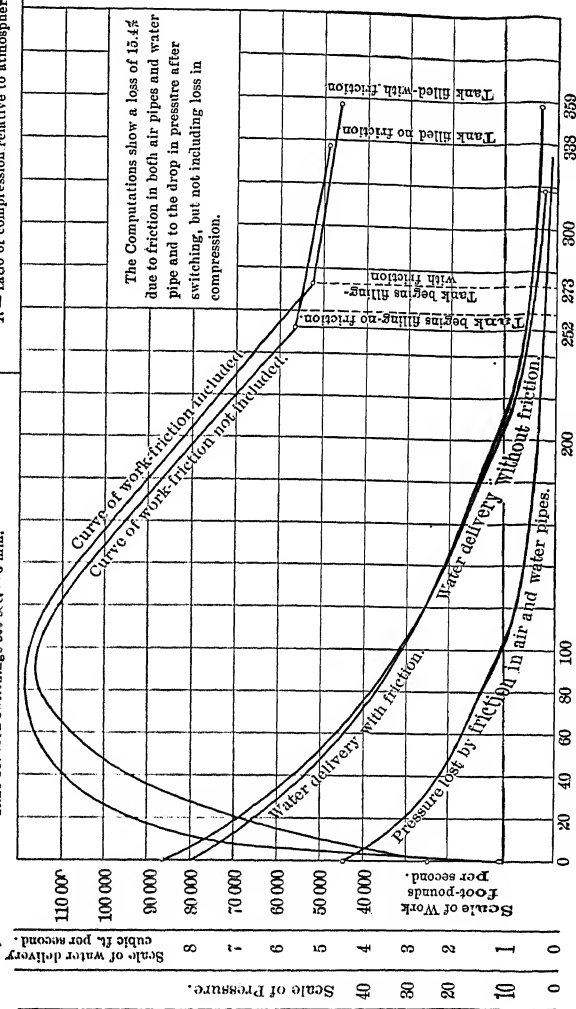 The Computations show a loss of 15.4%
due to friction in both air pipes and water
pipe and to the drop in pressure after
switching, but not including loss in
compression.
Tank filled-with friction
Tank filled no friction
Tank begins filling-
with friction
Tank begins filling-no friction.
Curve of work-friction included
Curve of work-friction not included.
Water delivery without friction.
Water delivery with friction.
Pressure lost by friction in air and water pipes.
110 000
100 000
90 000
80 000
70 000
60 000
50 000
40 000
Scale of Work
Foot-pounds
per second.
Scale of water delivery
cubic ft. per second.
8
7
6
5
4
3
2
1
0
Scale of Pressure.
40
30
20
10
0
0
20
40
60
80
100
200
252
273
300
338
359